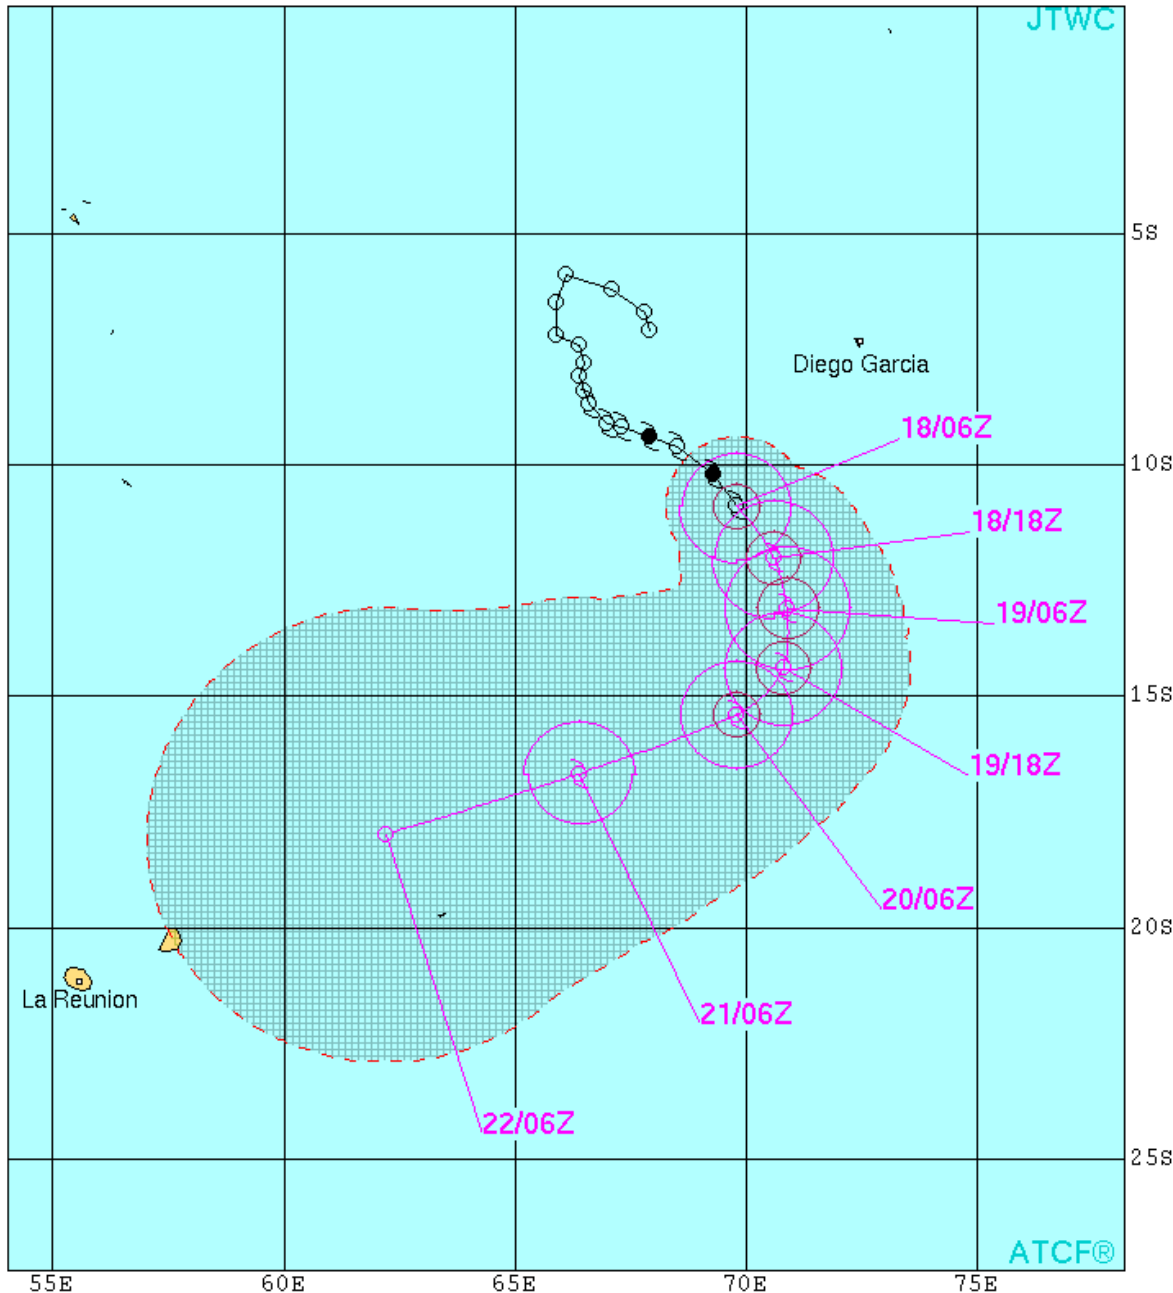 JTWC
5S
Diego Garcia
18/06Z
10S
18/18Z
19/06Z
15S
19/18Z
20/06Z
20S
La Reunion
21/06Z
22/06Z
25S
ATCF®
55E 60E 65E 70E 75E